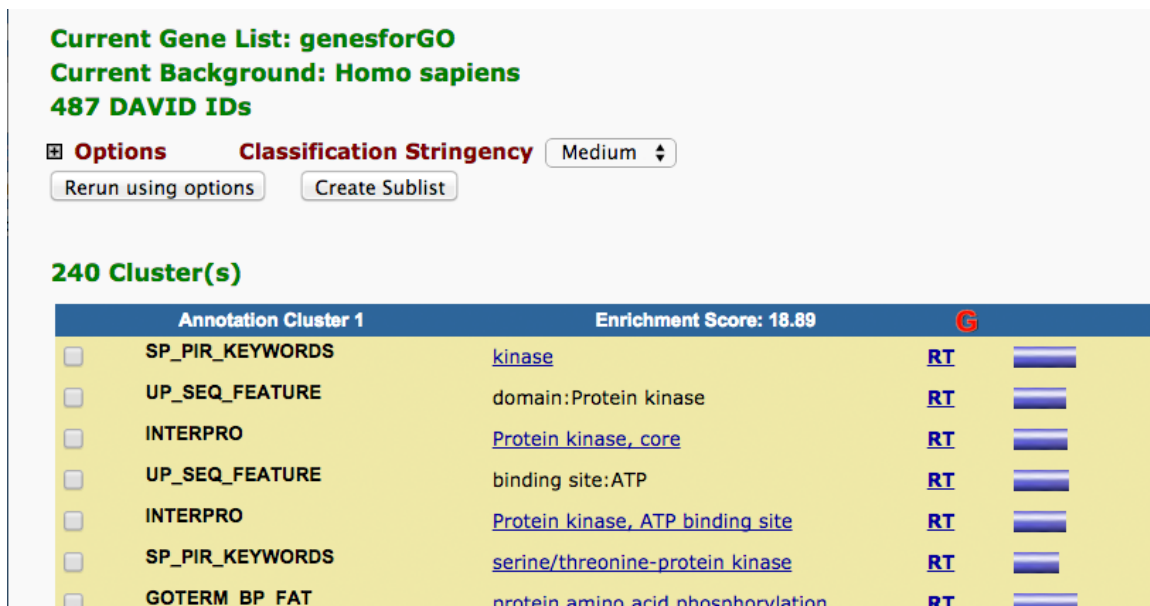 Current Gene List: genesforGO
Current Background: Homo sapiens
487 DAVID IDs
Options Classification Stringency Medium
Rerun using options Create Sublist
240 Cluster(s)
Annotation Cluster 1 Enrichment Score: 18.89 G
SP_PIR_KEYWORDS kinase RT
UP_SEQ_FEATURE domain:Protein kinase RT
INTERPRO Protein kinase, core RT
UP_SEQ_FEATURE binding site:ATP RT
INTERPRO Protein kinase, ATP binding site RT
SP_PIR_KEYWORDS serine/threonine-protein kinase RT
GOTERM_BP_FAT protein amino acid phosphorylation RT